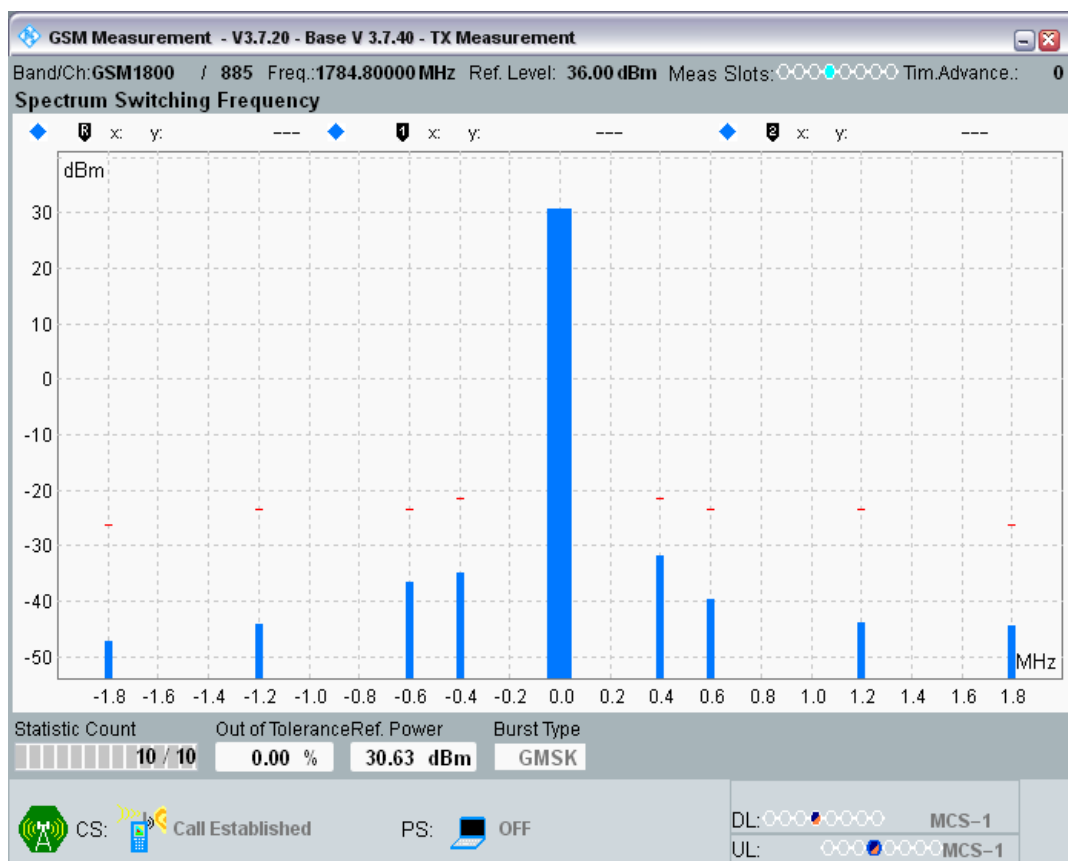 GSM Measurement - V3.7.20 - Base V 3.7.40 - TX Measurement
Band/Ch:GSM1800 / 885 Freq.:1784.80000 MHz Ref. Level: 36.00 dBm Meas Slots: Tim.Advance.: 0
Spectrum Switching Frequency
R x: y: --- 1 x: y: --- 2 x: y: ---
dBm
30
20
10
0
-10
-20
-30
-40
-50
MHz
-1.8 -1.6 -1.4 -1.2 -1.0 -0.8 -0.6 -0.4 -0.2 0.0 0.2 0.4 0.6 0.8 1.0 1.2 1.4 1.6 1.8
Statistic Count Out of Tolerance Ref. Power Burst Type
10 / 10 0.00 % 30.63 dBm GMSK
CS: Call Established PS: OFF
DL: MCS-1
UL: MCS-1